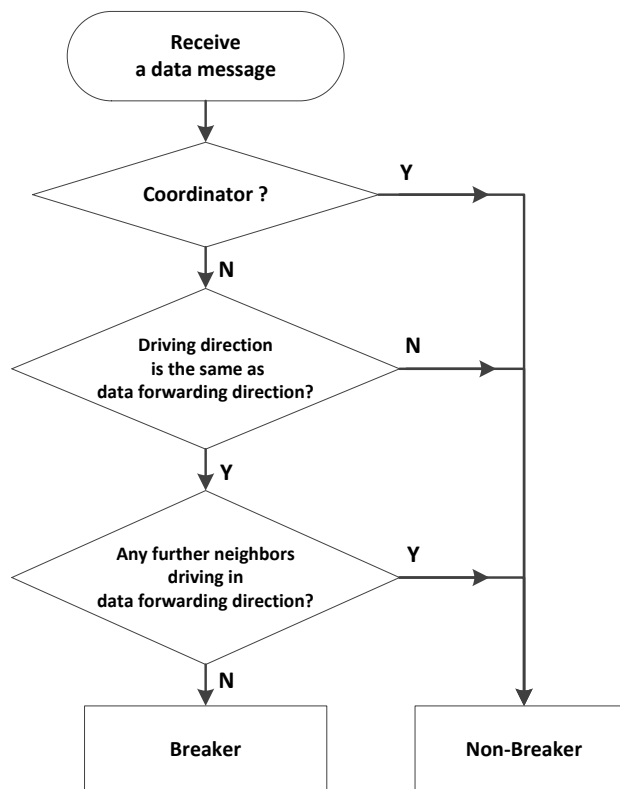 Receive
a data message
Coordinator ?
Y
N
Driving direction
is the same as
data forwarding direction?
N
Y
Any further neighbors
driving in
data forwarding direction?
Y
N
Breaker
Non-Breaker